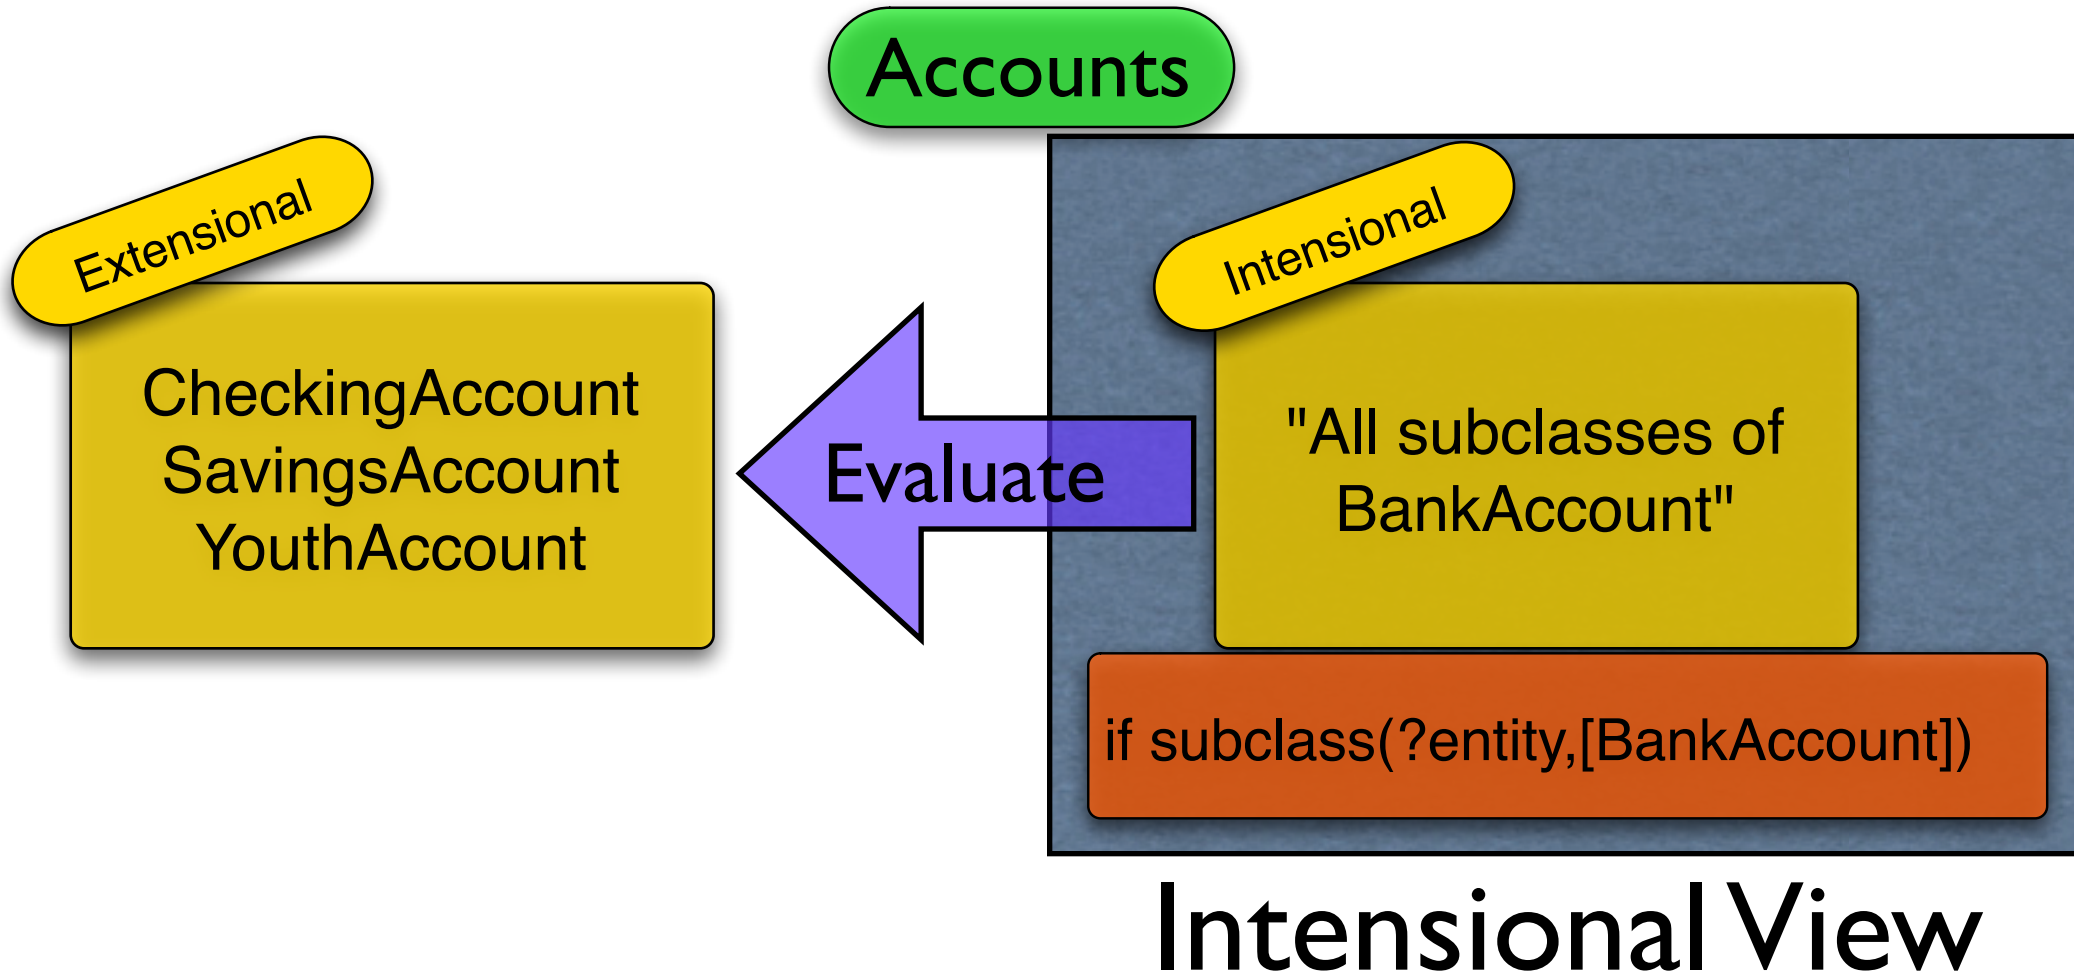 Accounts
Extensional
CheckingAccount
SavingsAccount
YouthAccount
Evaluate
Intensional
"All subclasses of
BankAccount"
if subclass(?entity,[BankAccount])
Intensional View